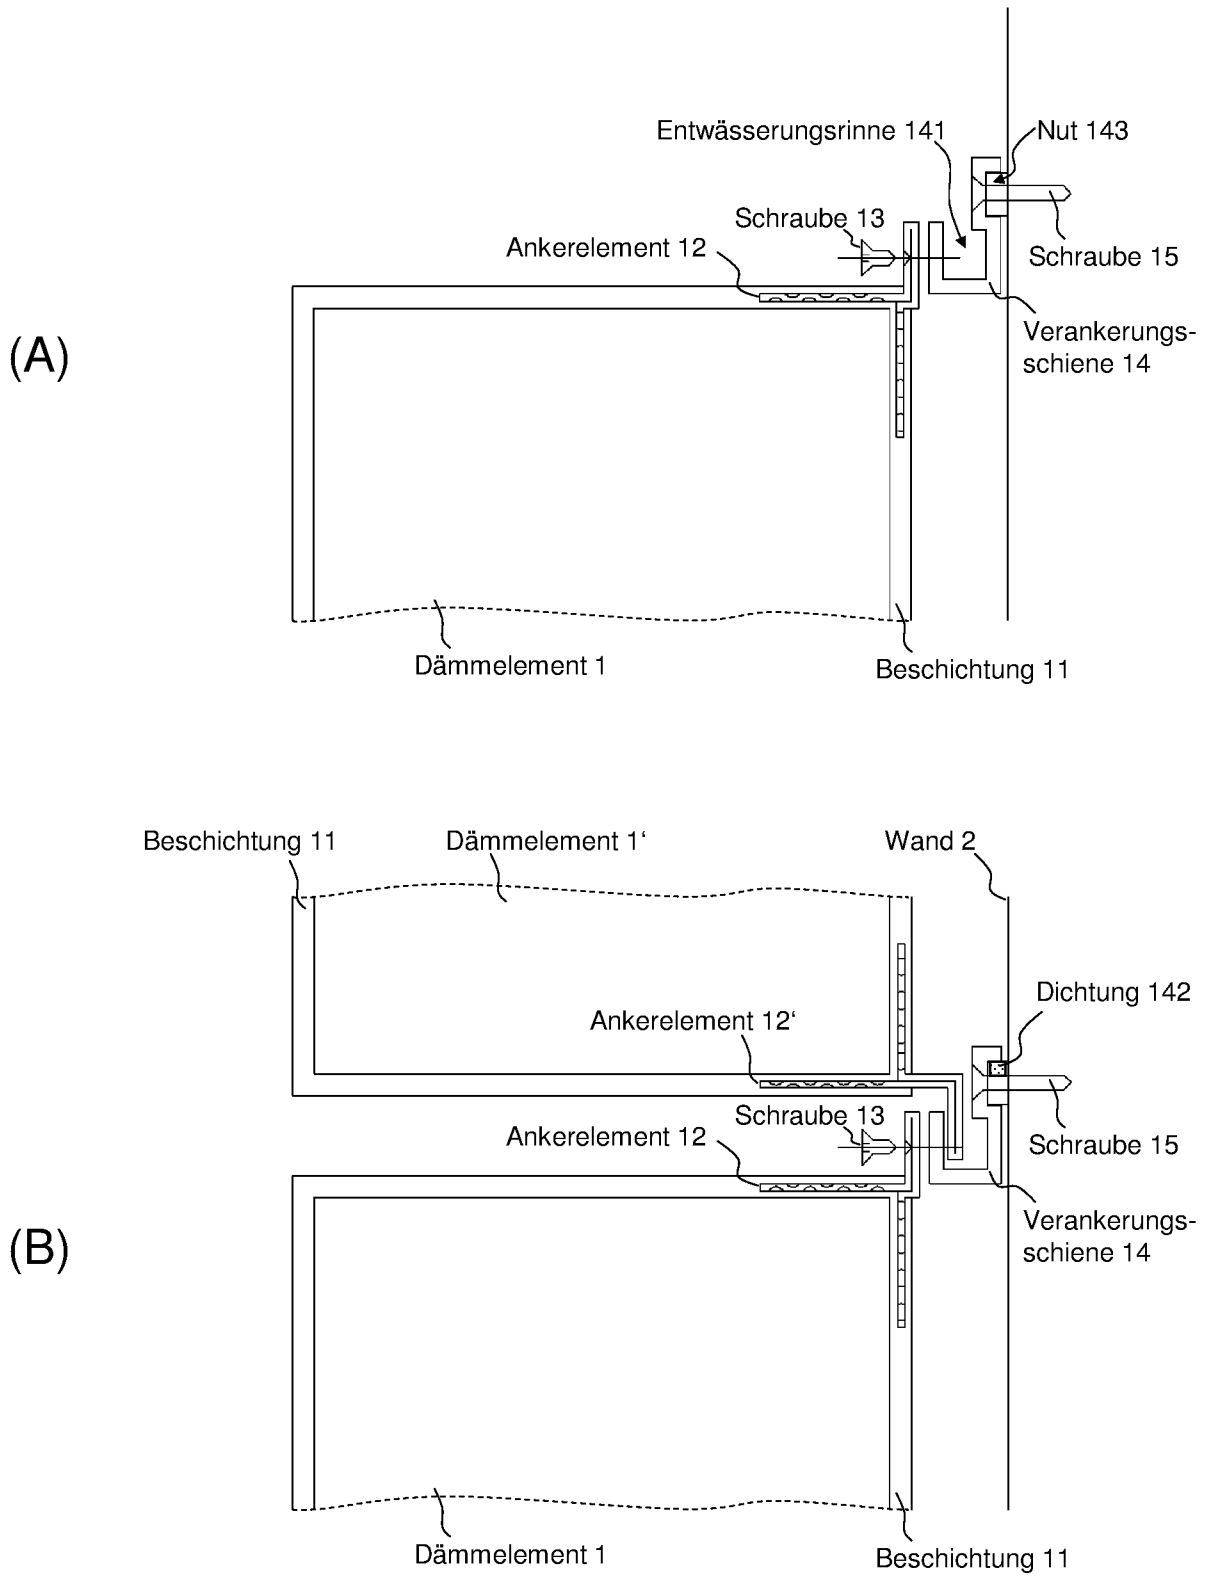 Entwässerungsrinne 141
Nut 143
Schraube 13
Ankerelement 12
Schraube 15
(A)
Verankerungs-
schiene 14
Dämmelement 1
Beschichtung 11
Beschichtung 11
Dämmelement 1‘
Wand 2
Dichtung 142
Ankerelement 12‘
Schraube 13
Ankerelement 12
Schraube 15
(B)
Verankerungs-
schiene 14
Dämmelement 1
Beschichtung 11